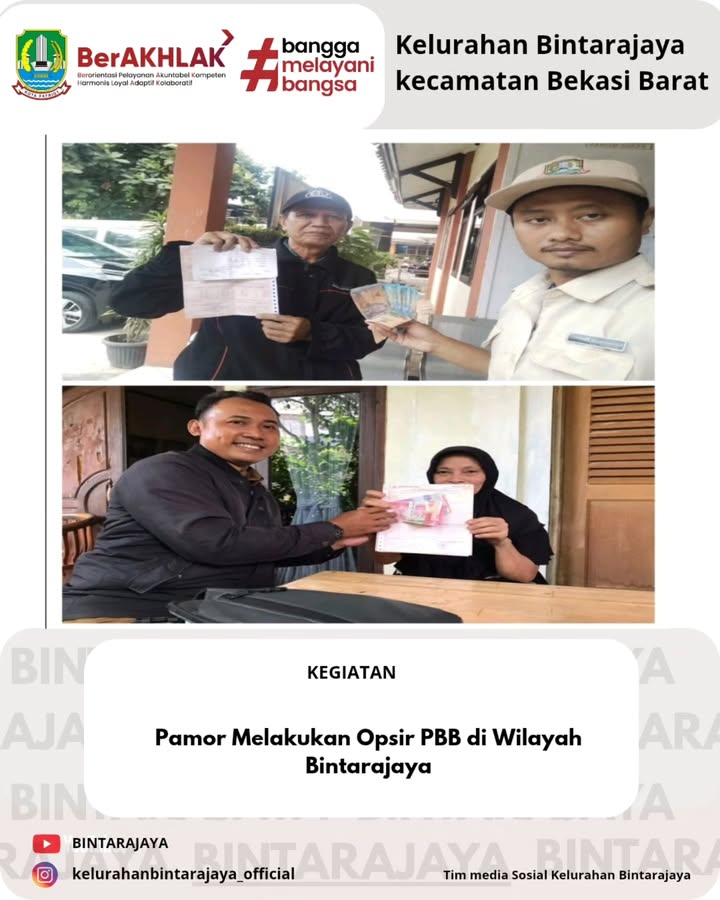 BerAKHLAK
Berorientasi Pelayanan Akuntabel Kompeten
Harmonis Loyal Adaptif Kolaboratif
#bangga
melayani
bangsa
Kelurahan Bintarajaya
kecamatan Bekasi Barat
KEGIATAN
Pamor Melakukan Opsir PBB di Wilayah
Bintarajaya
BINTARAJAYA
kelurahanbintarajaya_official
Tim media Sosial Kelurahan Bintarajaya